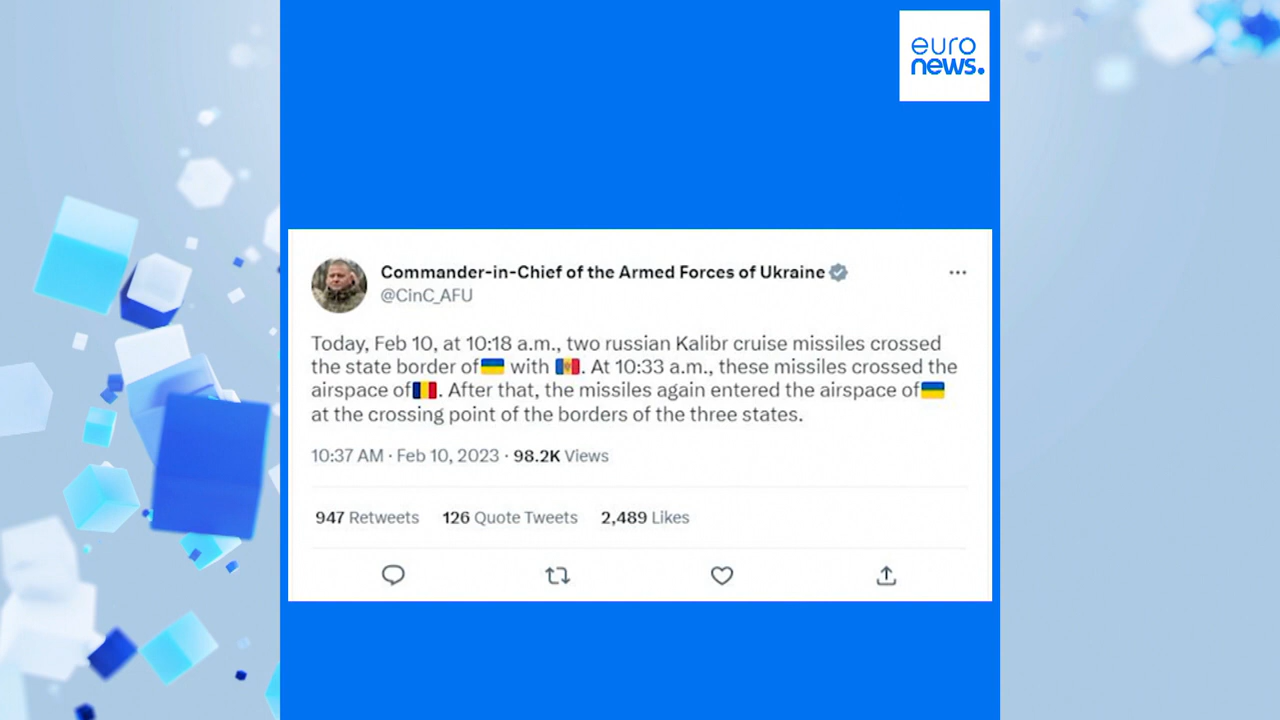 euro
news.
Commander-in-Chief of the Armed Forces of Ukraine
@CinC_AFU
Today, Feb 10, at 10:18 a.m., two russian Kalibr cruise missiles crossed
the state border of🇺🇦 with 🇲🇩. At 10:33 a.m., these missiles crossed the
airspace of🇷🇴. After that, the missiles again entered the airspace of🇺🇦
at the crossing point of the borders of the three states.
10:37 AM · Feb 10, 2023 · 98.2K Views
947 Retweets 126 Quote Tweets 2,489 Likes